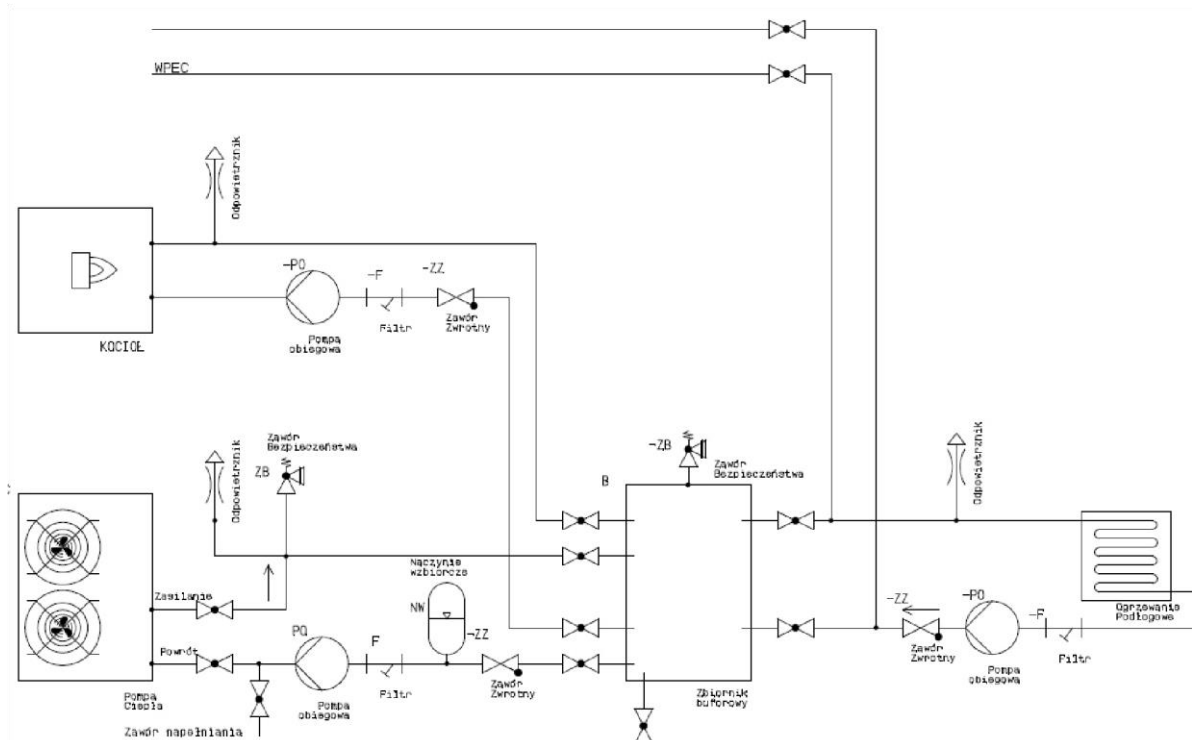 WPEC
Odpowietrznik
-PO
-F
-ZZ
Filtr
Zawór
Zwrotny
Pompa
obiegowa
KOCIOŁ
Odpowietrznik
Zawór
Bezpieczeństwa
ZB
-ZB
Zawór
Bezpieczeństwa
B
Odpowietrznik
Naczynie
wzbiorcze
NW
-ZZ
Zasilanie
Powrót
PO
F
Filtr
Zawór
Zwrotny
Pompa
obiegowa
Pompa
Ciepła
Zawór napełniania
Zbiornik
buforowy
-ZZ
-PO
-F
Zawór
Zwrotny
Pompa
obiegowa
Filtr
Ogrzewanie
Podłogowe